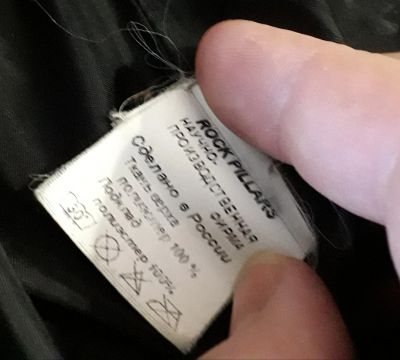 ROCK PILLARS
НАУЧНО-
ПРОИЗВОДСТВЕННАЯ
ФИРМА
Сделано в России
Ткань верха
полиэстер 100 %
Подклад
полиэстер 100%
30°